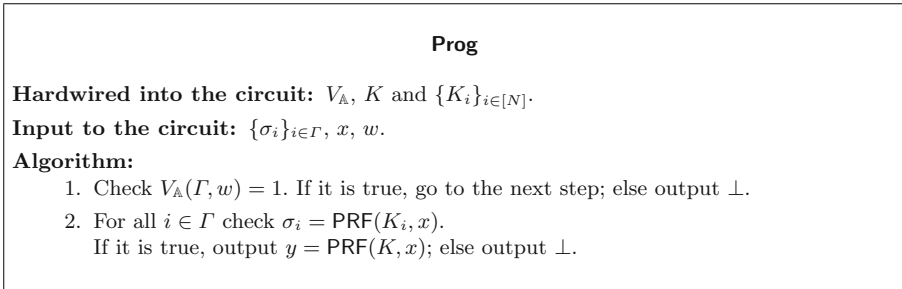 Prog
Hardwired into the circuit: V_𝔸, K and {K_i}_{i∈[N]}.
Input to the circuit: {σ_i}_{i∈Γ}, x, w.
Algorithm:
1. Check V_𝔸(Γ, w) = 1. If it is true, go to the next step; else output ⊥.
2. For all i ∈ Γ check σ_i = PRF(K_i, x).
If it is true, output y = PRF(K, x); else output ⊥.